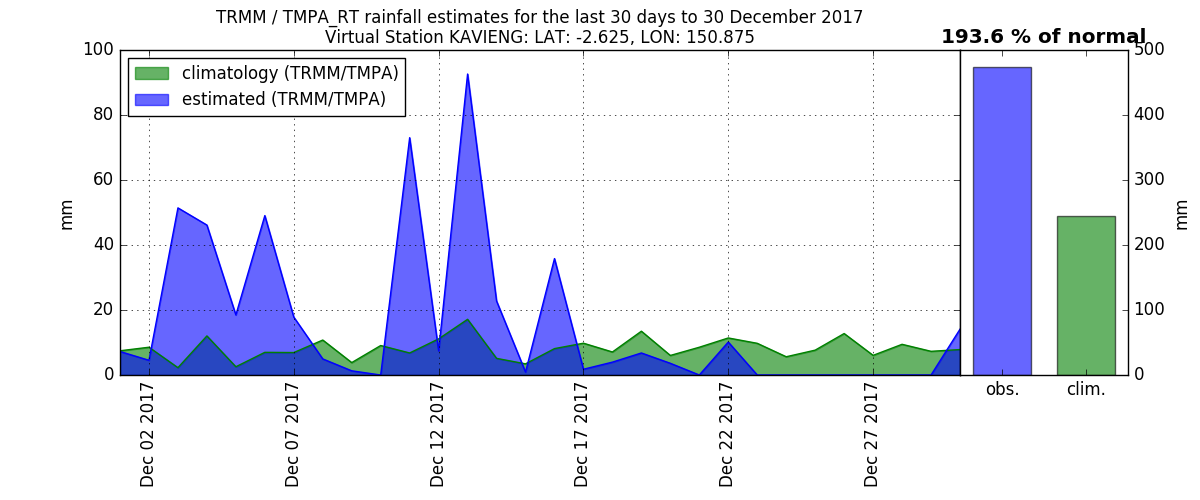 TRMM / TMPA_RT rainfall estimates for the last 30 days to 30 December 2017
Virtual Station KAVIENG: LAT: -2.625, LON: 150.875
193.6 % of normal
climatology (TRMM/TMPA)
estimated (TRMM/TMPA)
100
80
60
40
20
0
mm
500
400
300
200
100
0
mm
Dec 02 2017
Dec 07 2017
Dec 12 2017
Dec 17 2017
Dec 22 2017
Dec 27 2017
obs.
clim.